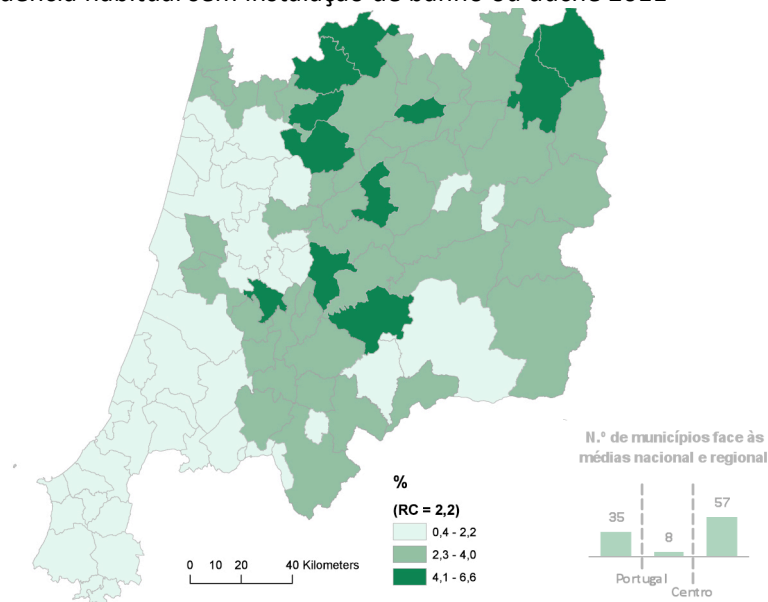 residência habitual sem instalação de banho ou duche 2011
N.º de municípios face às
médias nacional e regional
%
(RC = 2,2)
0,4 - 2,2
2,3 - 4,0
4,1 - 6,6
0 10 20 40 Kilometers
35
8
57
Portugal
Centro